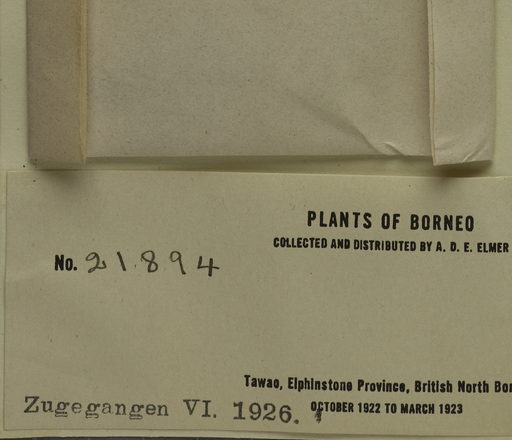 PLANTS OF BORNEO
COLLECTED AND DISTRIBUTED BY A. D. E. ELMER
No. 21894
Tawao, Elphinstone Province, British North
Zugegangen VI. 1926.
OCTOBER 1922 TO MARCH 1923